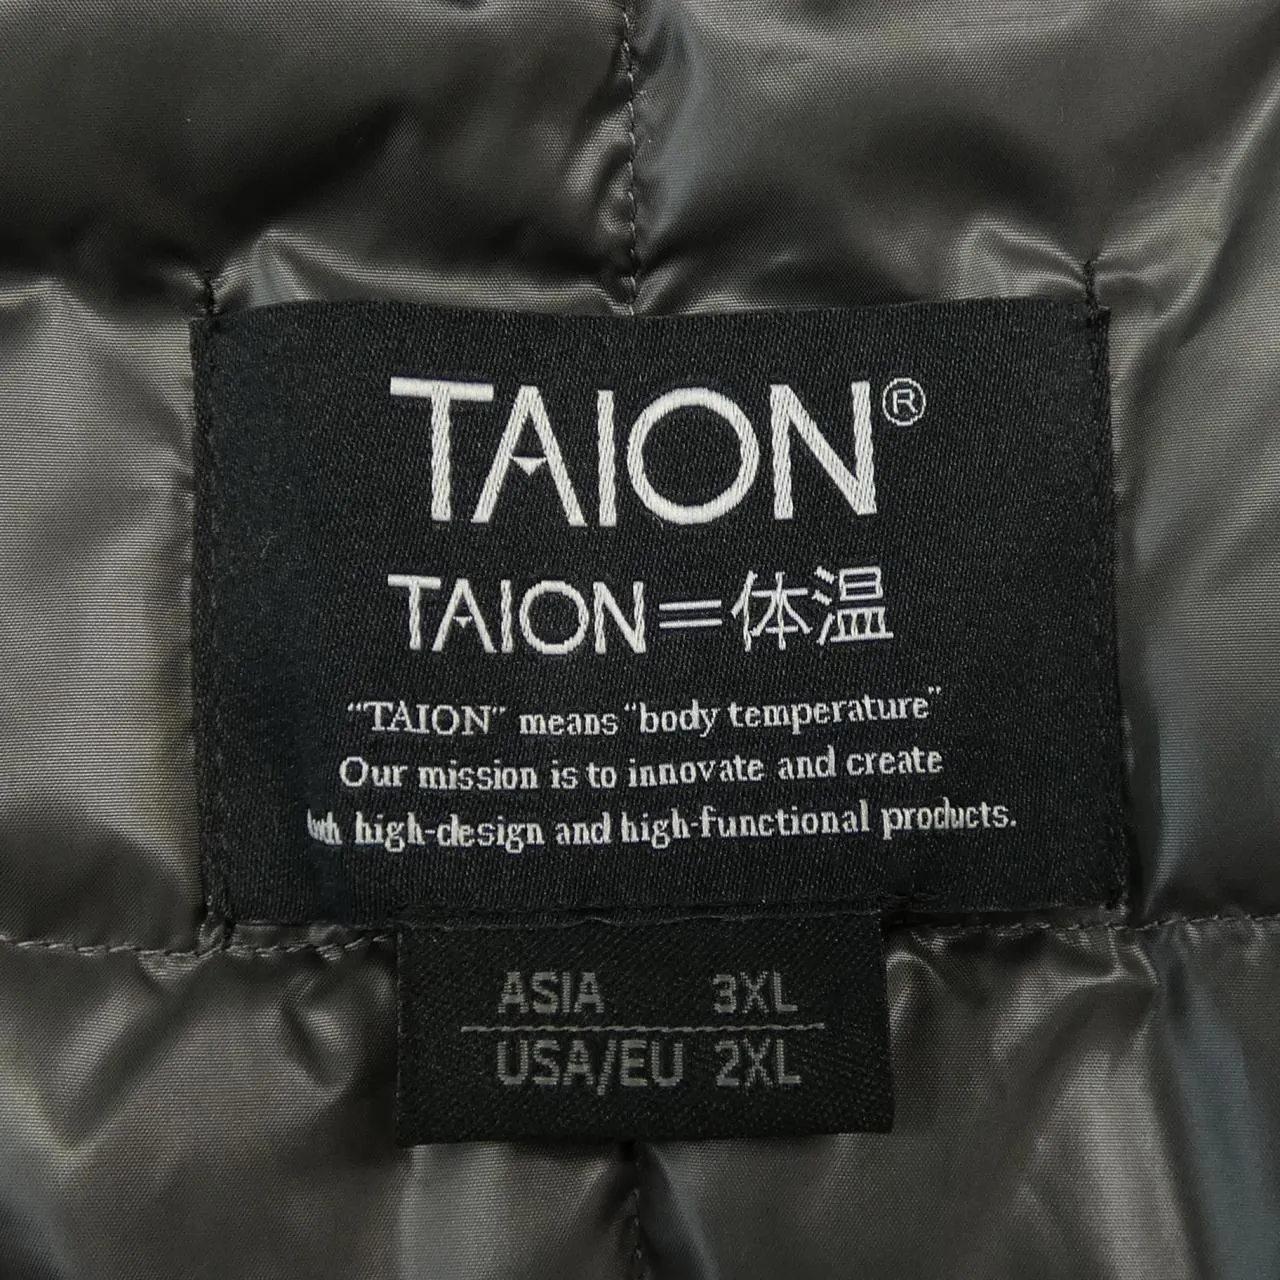 TAION®
TAION=体温
“TAION” means “body temperature”
Our mission is to innovate and create
both high-design and high-functional products.
ASIA 3XL
USA/EU 2XL